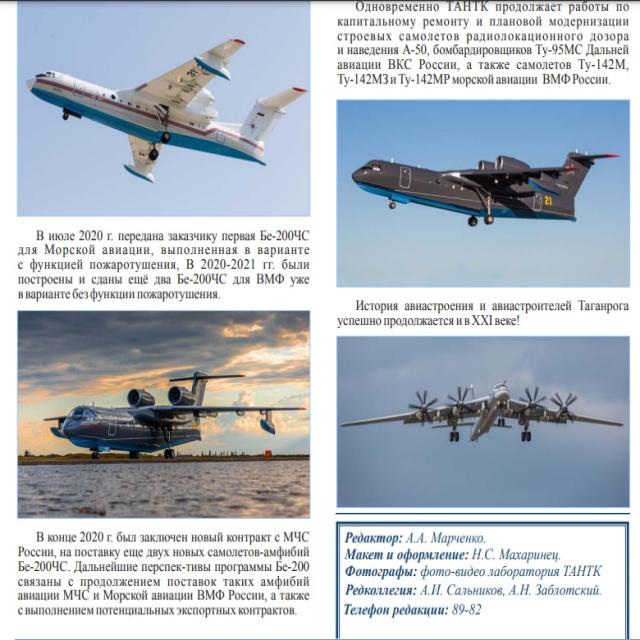 В июле 2020 г. передана заказчику первая Бе-200ЧС
для Морской авиации, выполненная в варианте
с функцией пожаротушения, В 2020-2021 гг. были
построены и сданы ещё два Бе-200ЧС для ВМФ уже
в варианте без функции пожаротушения.
В конце 2020 г. был заключен новый контракт с МЧС
России, на поставку еще двух новых самолетов-амфибий
Бе-200ЧС. Дальнейшие перспек-тивы программы Бе-200
связаны с продолжением поставок таких амфибий
авиации МЧС и Морской авиации ВМФ России, а также
с выполнением потенциальных экспортных контрактов.
Одновременно ТАНТК продолжает работы по
капитальному ремонту и плановой модернизации
строевых самолетов радиолокационного дозора
и наведения А-50, бомбардировщиков Ту-95МС Дальней
авиации ВКС России, а также самолетов Ту-142М,
Ту-142МЗ и Ту-142МР морской авиации ВМФ России.
21
История авиастроения и авиастроителей Таганрога
успешно продолжается и в XXI веке!
Редактор: А.А. Марченко.
Макет и оформление: Н.С. Махаринец.
Фотографы: фото-видео лаборатория ТАНТК
Редколлегия: А.И. Сальников, А.Н. Заблотский.
Телефон редакции: 89-82